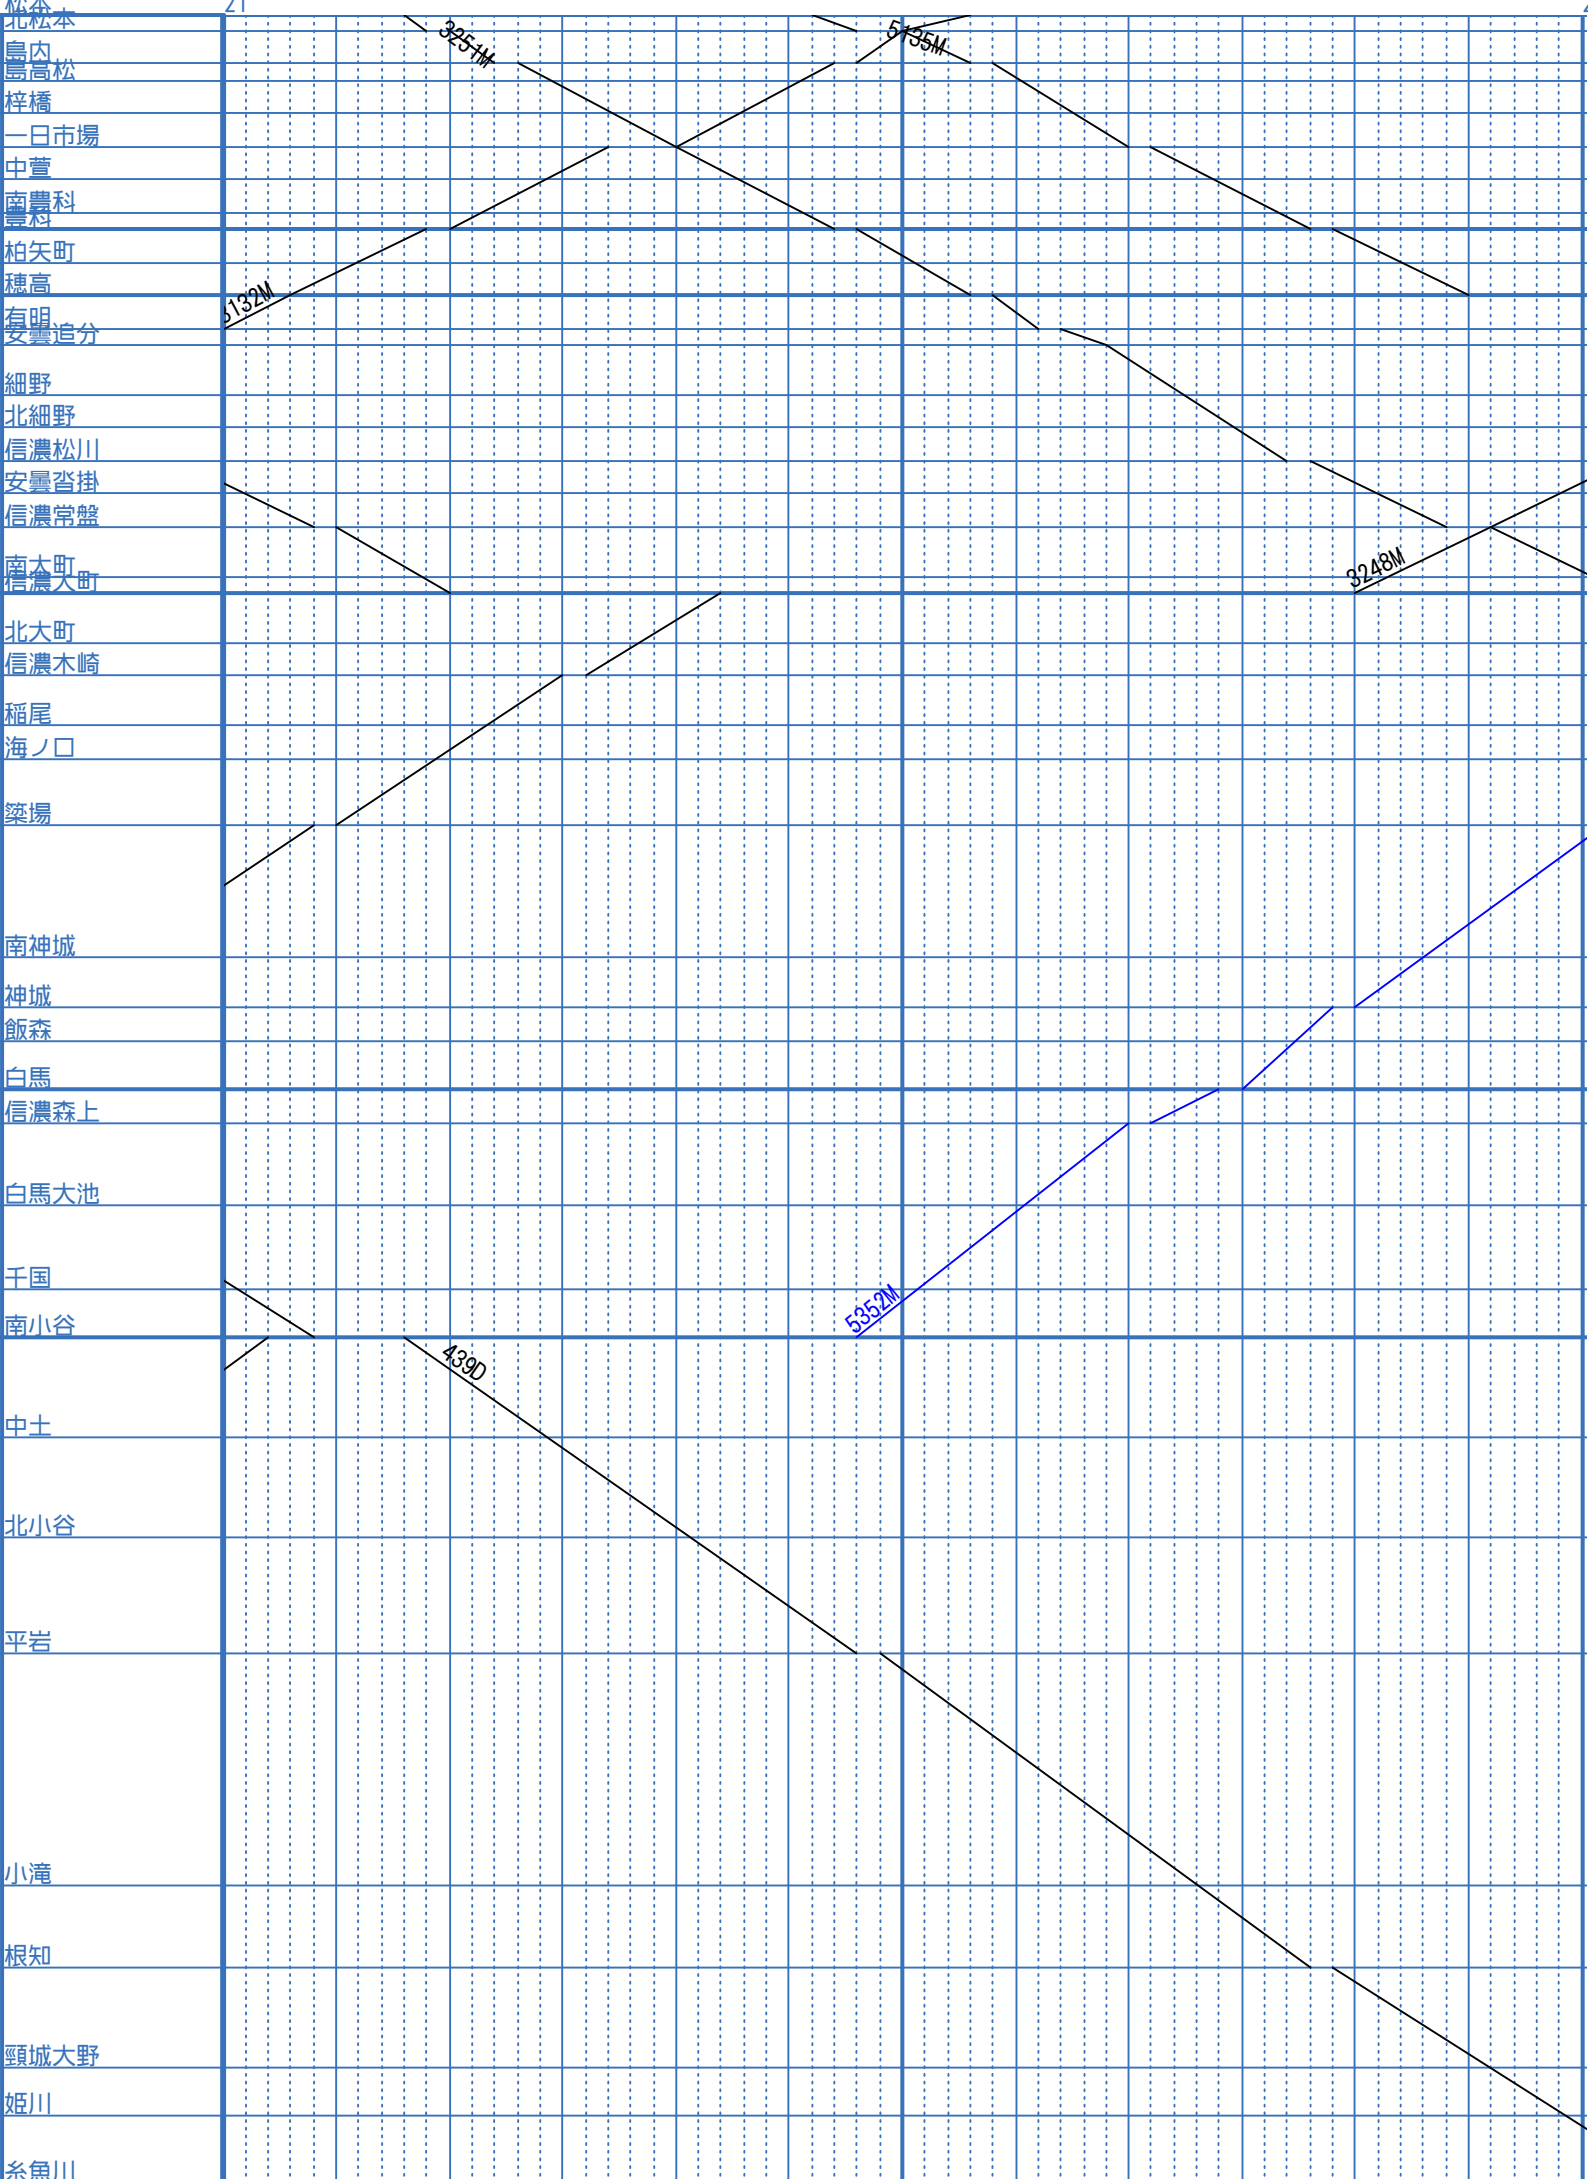 松本
21
北松本
3251M
5135M
島内
島高松
梓橋
一日市場
中萱
南豊科
豊科
柏矢町
穂高
3132M
有明
安曇追分
細野
北細野
信濃松川
安曇沓掛
信濃常盤
南大町
3248M
信濃大町
北大町
信濃木崎
稲尾
海ノ口
簗場
南神城
神城
飯森
白馬
信濃森上
白馬大池
千国
5352M
南小谷
439D
中土
北小谷
平岩
小滝
根知
頸城大野
姫川
糸魚川